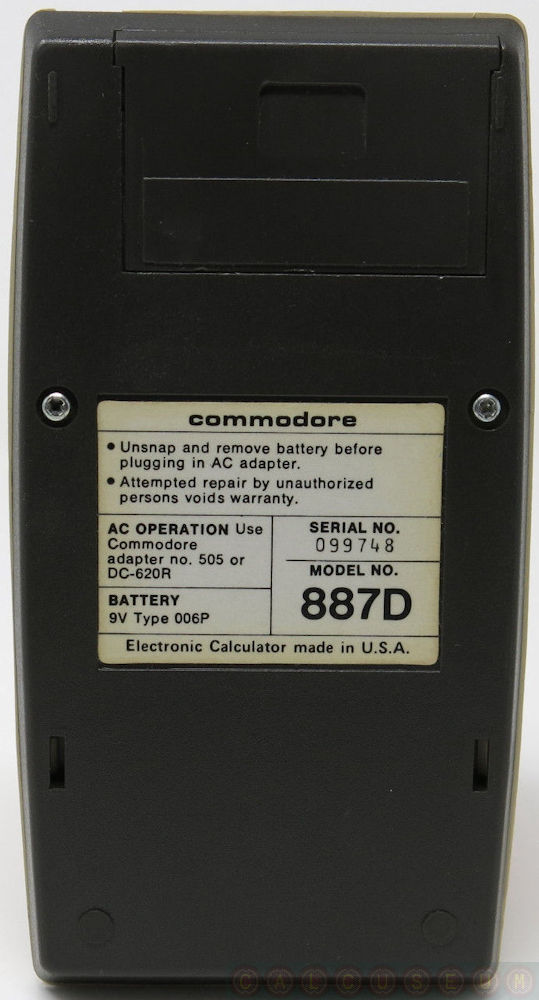 commodore
• Unsnap and remove battery before
plugging in AC adapter.
• Attempted repair by unauthorized
persons voids warranty.
AC OPERATION Use
Commodore
adapter no. 505 or
DC-620R
BATTERY
9V Type 006P
SERIAL NO.
099748
MODEL NO.
887D
Electronic Calculator made in U.S.A.
CALCUSEUM